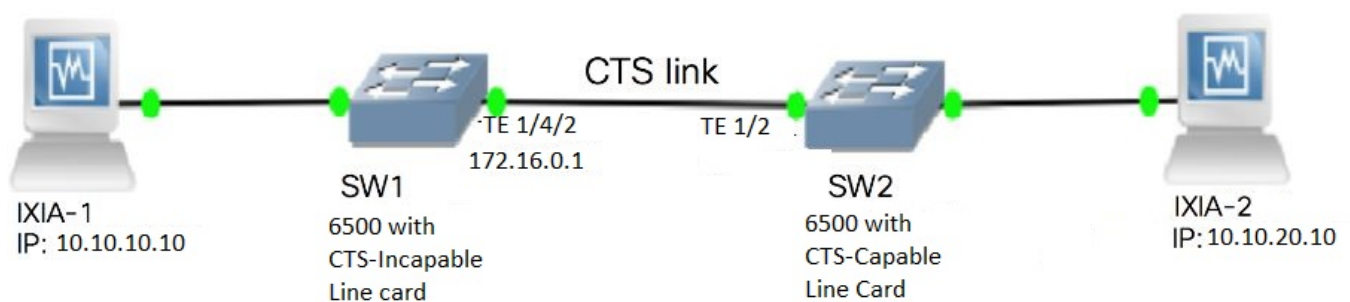 CTS link
TE 1/4/2
172.16.0.1
TE 1/2
IXIA-1
IP: 10.10.10.10
SW1
6500 with
CTS-Incapable
Line card
SW2
6500 with
CTS-Capable
Line Card
IXIA-2
IP: 10.10.20.10